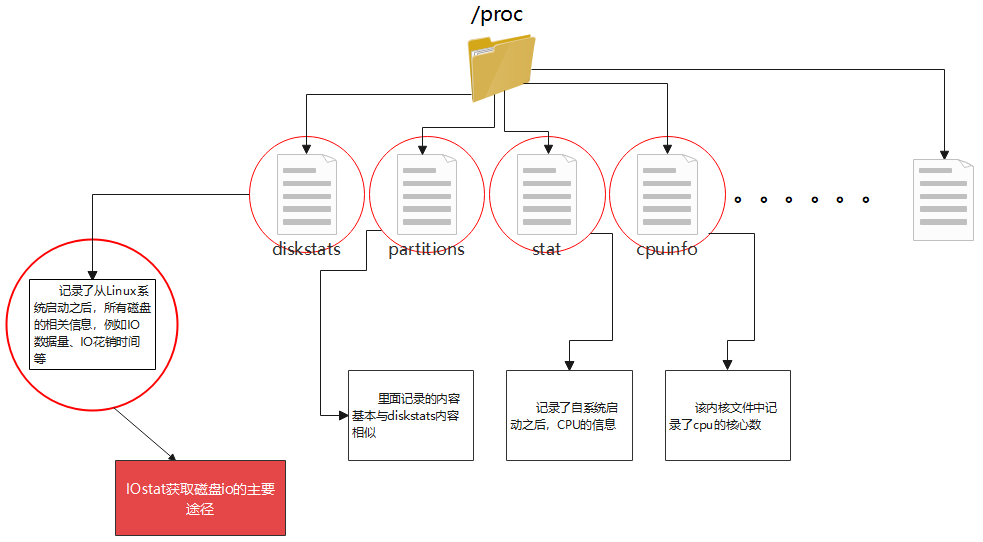 /proc
diskstats
partitions
stat
cpuinfo
。。。。。。
记录了从Linux系
统启动之后，所有磁盘
的相关信息，例如IO
数据量、IO花销时间
等
里面记录的内容
基本与diskstats内容
相似
记录了自系统启
动之后，CPU的信息
该内核文件中记
录了cpu的核心数
IOstat获取磁盘io的主要
途径